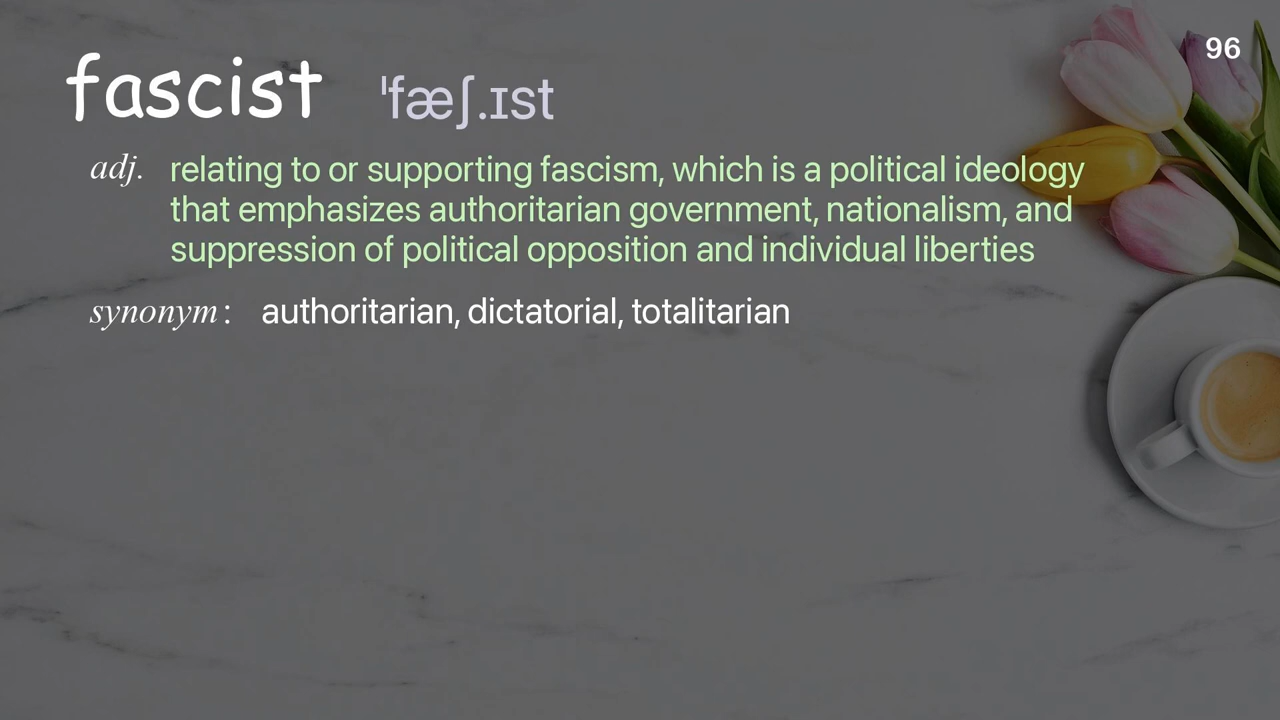 96
fascist ˈfæʃ.ɪst
adj. relating to or supporting fascism, which is a political ideology
that emphasizes authoritarian government, nationalism, and
suppression of political opposition and individual liberties
synonym: authoritarian, dictatorial, totalitarian